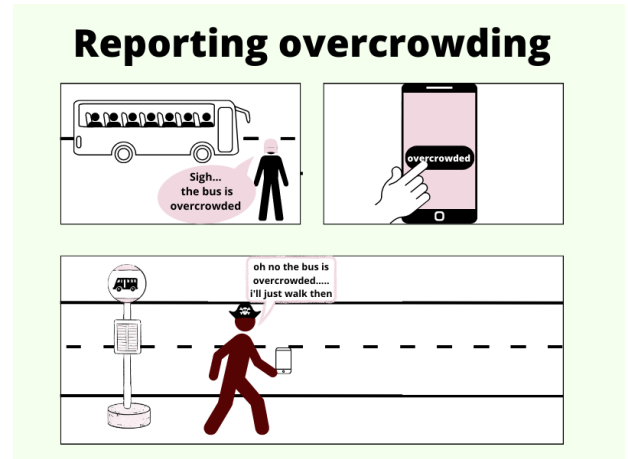 Reporting overcrowding
Sigh...
the bus is
overcrowded
overcrowded
oh no the bus is
overcrowded.....
i'll just walk then